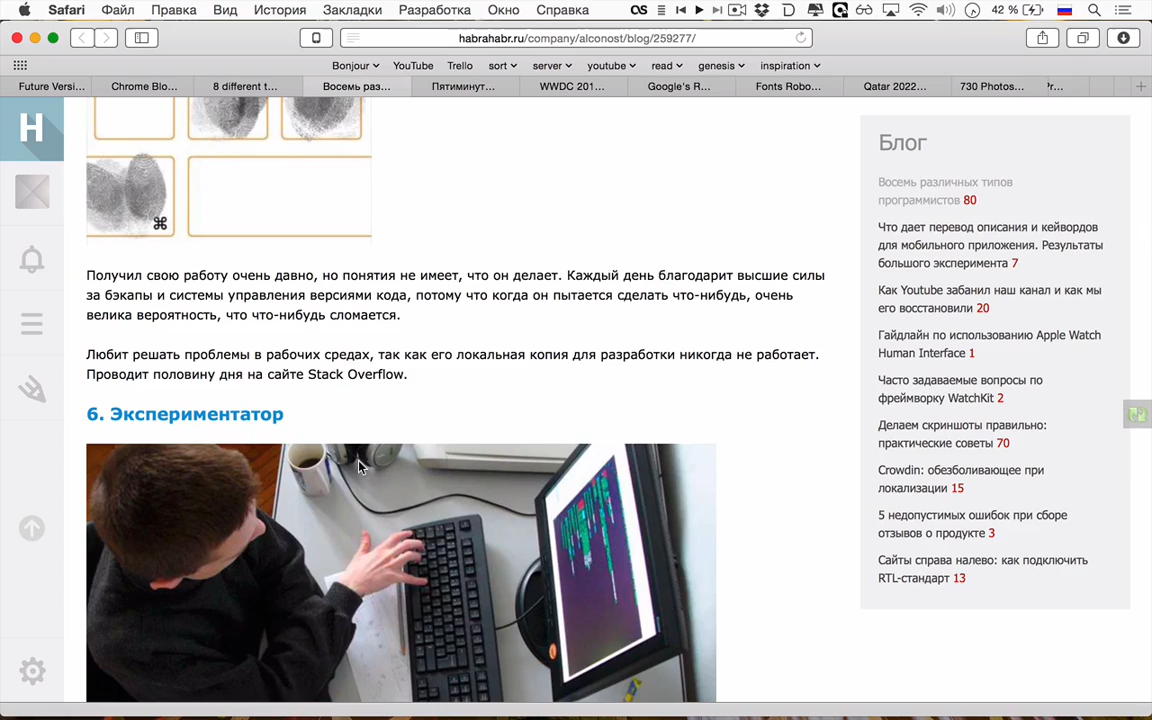 Safari Файл Правка Вид История Закладки Разработка Окно Справка 42 %
habrahabr.ru/company/alconost/blog/259277/
Bonjour YouTube Trello sort server youtube read genesis inspiration
Future Versi... Chrome Blo... 8 different t... Восемь раз... Пятиминут... WWDC 201... Google's R... Fonts Robo... Qatar 2022... 730 Photos...
H
⌘
Получил свою работу очень давно, но понятия не имеет, что он делает. Каждый день благодарит высшие силы
за бэкапы и системы управления версиями кода, потому что когда он пытается сделать что-нибудь, очень
велика вероятность, что что-нибудь сломается.
Любит решать проблемы в рабочих средах, так как его локальная копия для разработки никогда не работает.
Проводит половину дня на сайте Stack Overflow.
6. Экспериментатор
Блог
Восемь различных типов
программистов 80
Что дает перевод описания и кейвордов
для мобильного приложения. Результаты
большого эксперимента 7
Как Youtube забанил наш канал и как мы
его восстановили 20
Гайдлайн по использованию Apple Watch
Human Interface 1
Часто задаваемые вопросы по
фреймворку WatchKit 2
Делаем скриншоты правильно:
практические советы 70
Crowdin: обезболивающее при
локализации 15
5 недопустимых ошибок при сборе
отзывов о продукте 3
Сайты справа налево: как подключить
RTL-стандарт 13